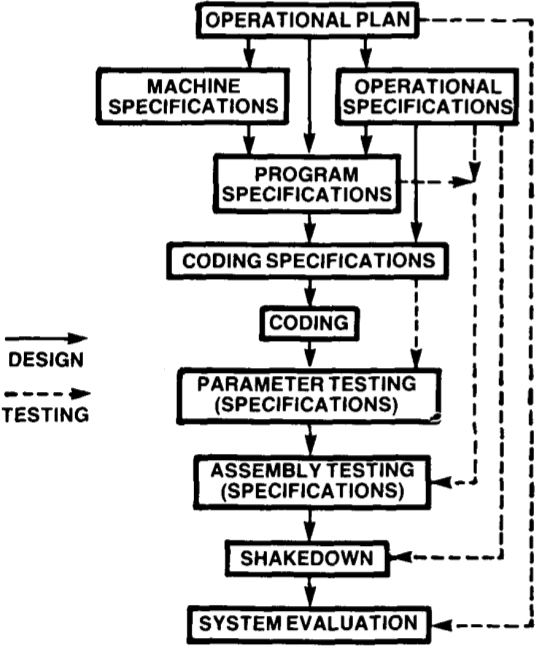 OPERATIONAL PLAN
MACHINE
SPECIFICATIONS
OPERATIONAL
SPECIFICATIONS
PROGRAM
SPECIFICATIONS
CODING SPECIFICATIONS
CODING
DESIGN
TESTING
PARAMETER TESTING
(SPECIFICATIONS)
ASSEMBLY TESTING
(SPECIFICATIONS)
SHAKEDOWN
SYSTEM EVALUATION